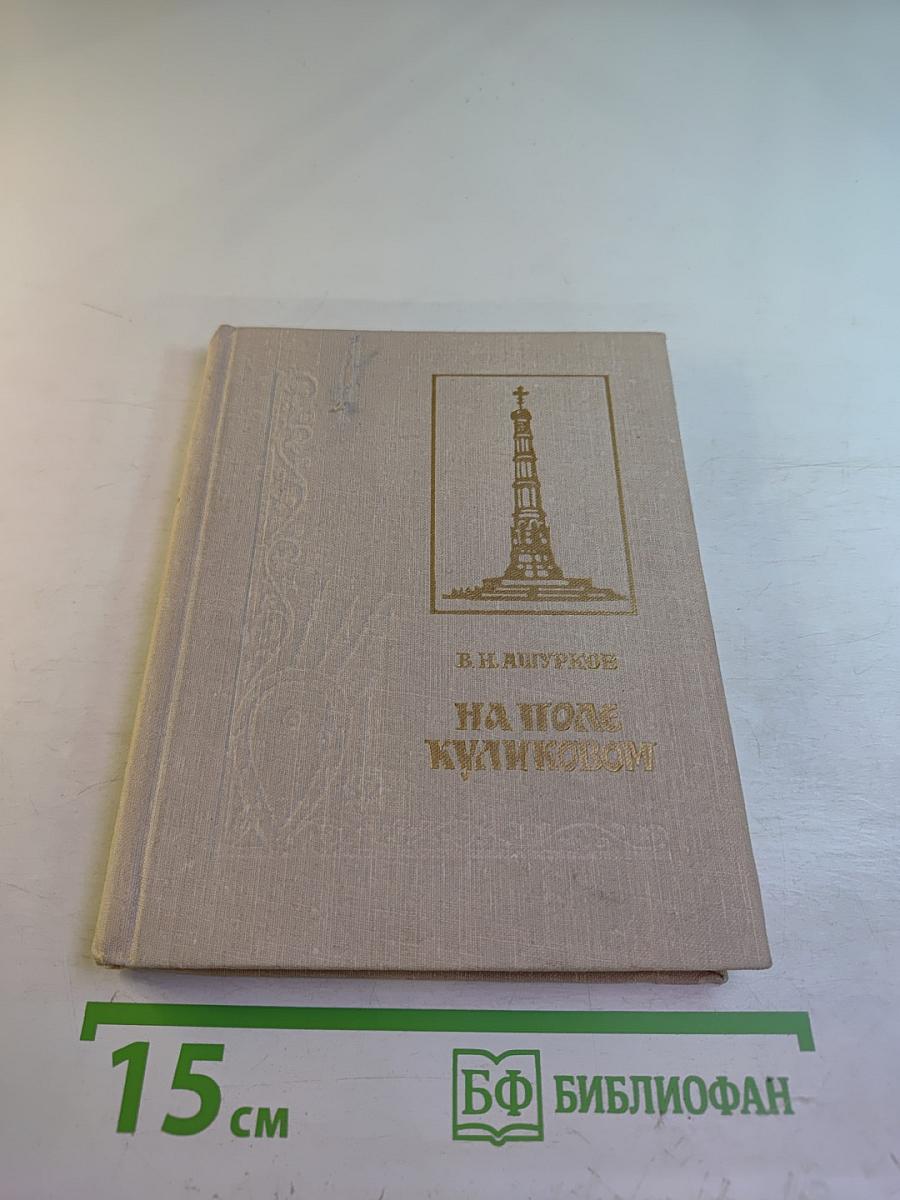 В. Н. АШУРКОВ
НА ПОЛЕ
КУЛИКОВОМ
15 см
БФ БИБЛИОФАН